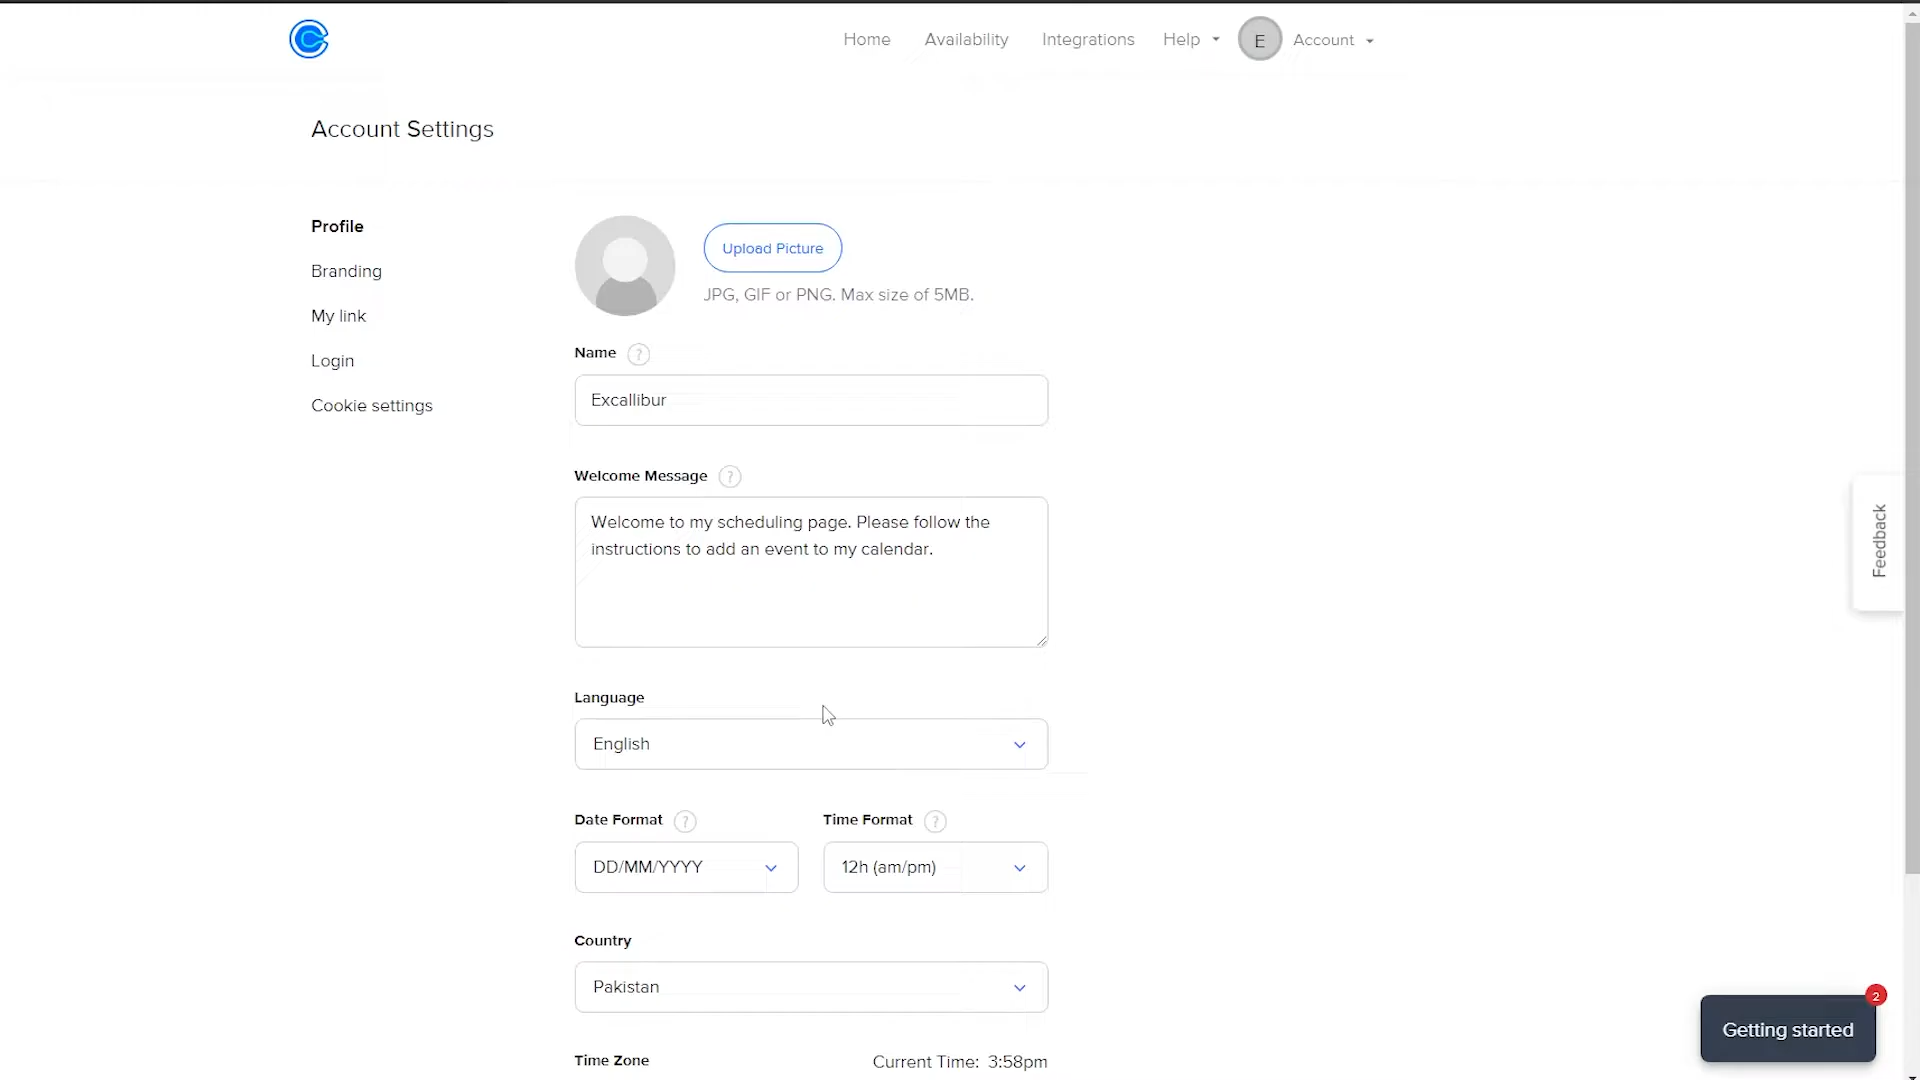 Home Availability Integrations Help E Account
Account Settings
Profile
Branding
My link
Login
Cookie settings
Upload Picture
JPG, GIF or PNG. Max size of 5MB.
Name ?
Excallibur
Welcome Message ?
Welcome to my scheduling page. Please follow the
instructions to add an event to my calendar.
Language
English
Date Format ? Time Format ?
DD/MM/YYYY 12h (am/pm)
Country
Pakistan
Time Zone Current Time: 3:58pm
Feedback
2
Getting started